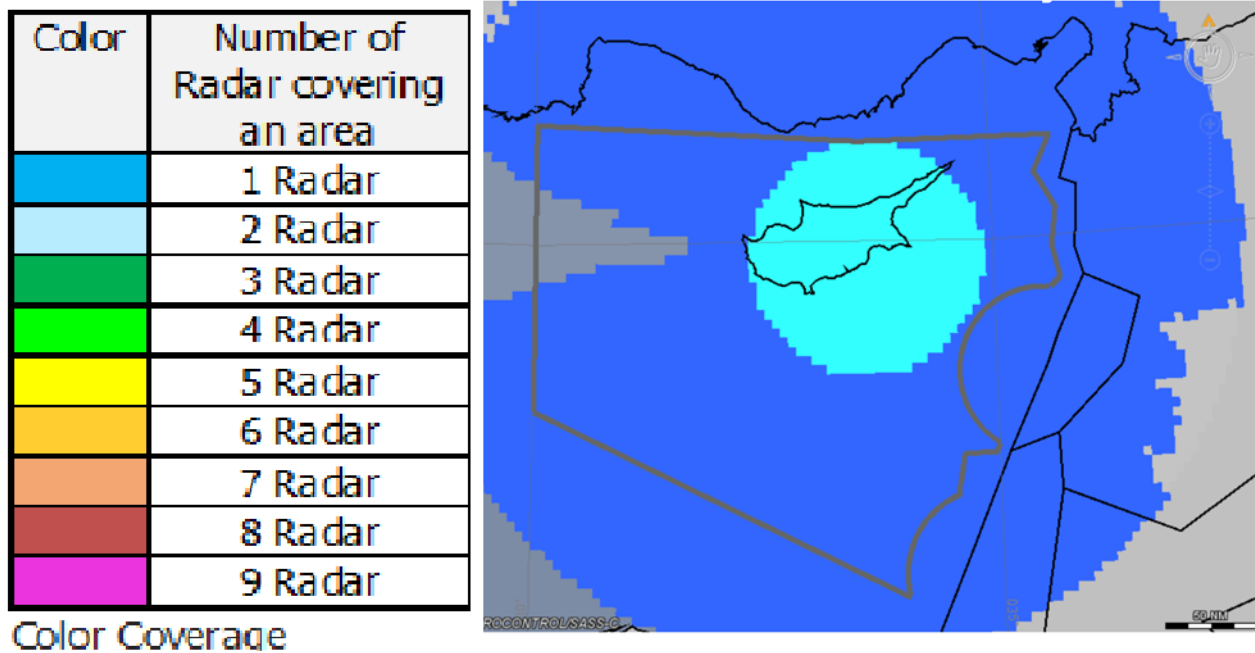 Color
Number of
Radar covering
an area
1 Radar
2 Radar
3 Radar
4 Radar
5 Radar
6 Radar
7 Radar
8 Radar
9 Radar
Color Coverage
ROCONTROL/SASS-C
50 NM